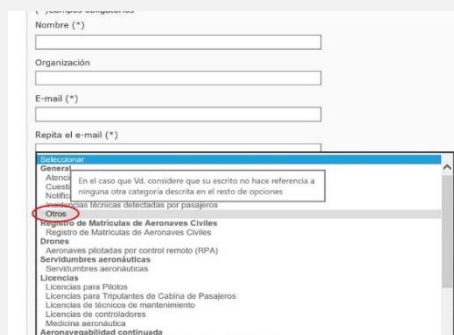 (*)Campos obligatorios
Nombre (*)
Organización
E-mail (*)
Repita el e-mail (*)
Seleccionar
General
Atenci
Cuesti
Notific
En el caso que Vd. considere que su escrito no hace referencia a
ninguna otra categoría descrita en el resto de opciones
Incidencias técnicas detectadas por pasajeros
Otros
Registro de Matrículas de Aeronaves Civiles
Registro de Matrículas de Aeronaves Civiles
Drones
Aeronaves pilotadas por control remoto (RPA)
Servidumbres aeronáuticas
Servidumbres aeronáuticas
Licencias
Licencias para Pilotos
Licencias para Tripulantes de Cabina de Pasajeros
Licencias de técnicos de mantenimiento
Licencias de controladores
Medicina aeronáutica
Aeronavegabilidad continuada